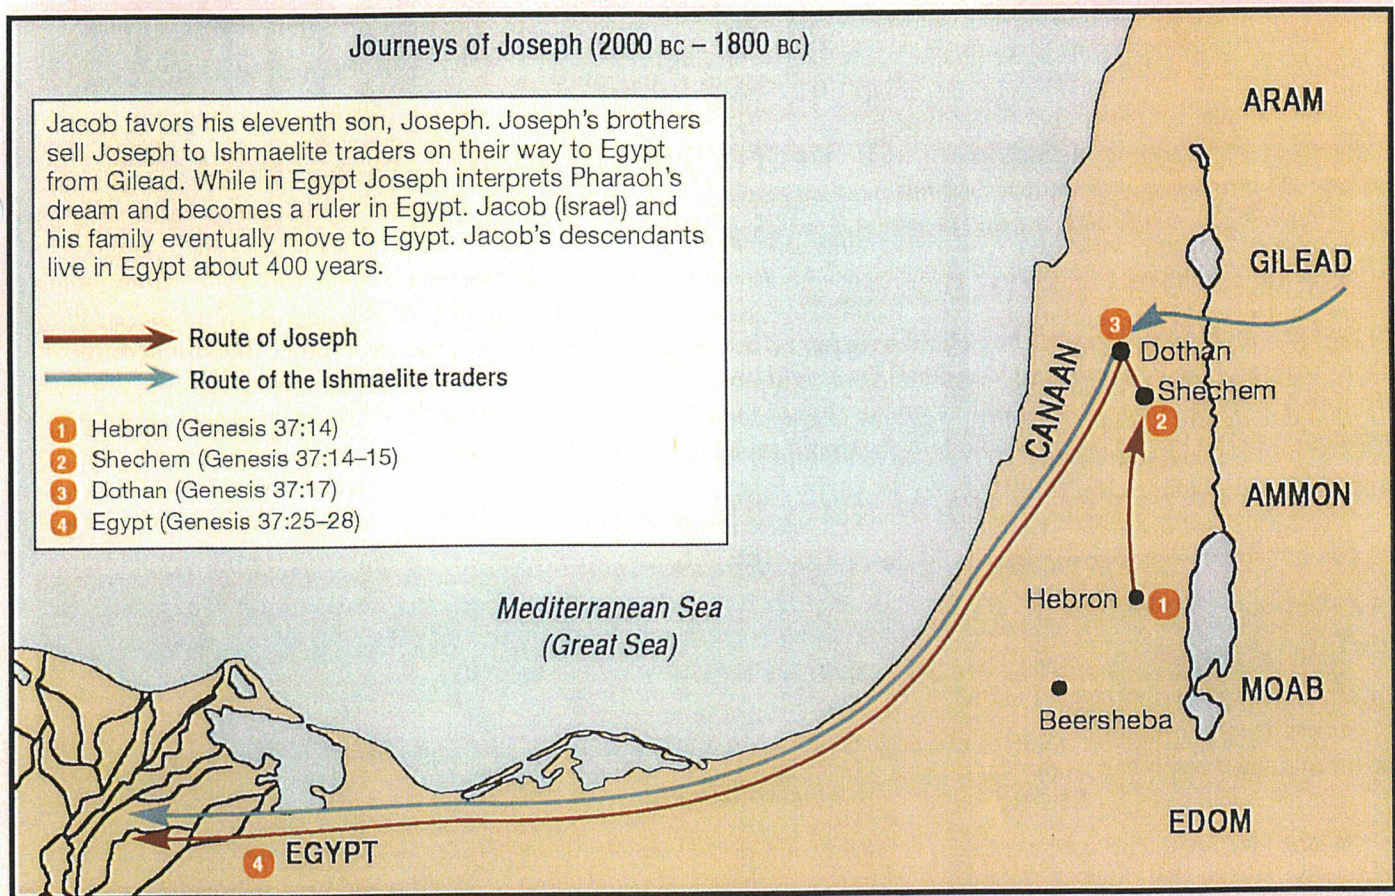 Journeys of Joseph (2000 BC – 1800 BC)
Jacob favors his eleventh son, Joseph. Joseph's brothers
sell Joseph to Ishmaelite traders on their way to Egypt
from Gilead. While in Egypt Joseph interprets Pharaoh's
dream and becomes a ruler in Egypt. Jacob (Israel) and
his family eventually move to Egypt. Jacob's descendants
live in Egypt about 400 years.
Route of Joseph
Route of the Ishmaelite traders
1 Hebron (Genesis 37:14)
2 Shechem (Genesis 37:14–15)
3 Dothan (Genesis 37:17)
4 Egypt (Genesis 37:25–28)
ARAM
GILEAD
3
Dothan
CANAAN
Shechem
2
AMMON
Hebron
1
Mediterranean Sea
(Great Sea)
MOAB
Beersheba
EDOM
4
EGYPT